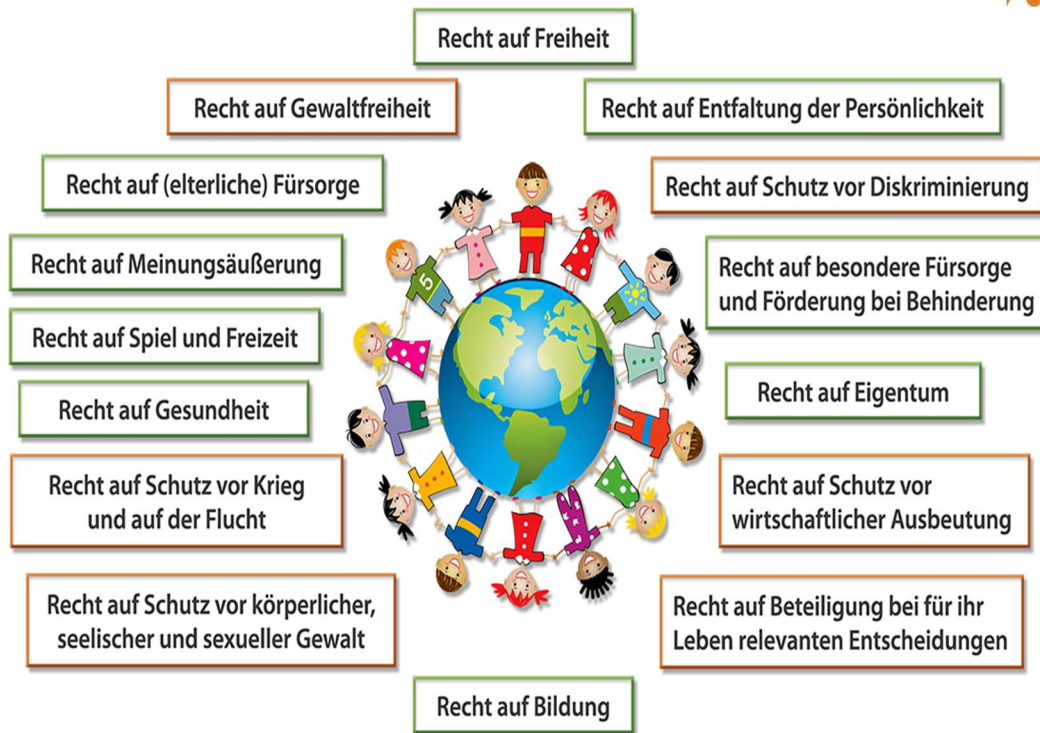 Recht auf Freiheit
Recht auf Gewaltfreiheit
Recht auf Entfaltung der Persönlichkeit
Recht auf (elterliche) Fürsorge
Recht auf Schutz vor Diskriminierung
Recht auf Meinungsäußerung
Recht auf besondere Fürsorge
und Förderung bei Behinderung
Recht auf Spiel und Freizeit
Recht auf Gesundheit
Recht auf Eigentum
Recht auf Schutz vor Krieg
und auf der Flucht
Recht auf Schutz vor
wirtschaftlicher Ausbeutung
Recht auf Schutz vor körperlicher,
seelischer und sexueller Gewalt
Recht auf Beteiligung bei für ihr
Leben relevanten Entscheidungen
Recht auf Bildung
5